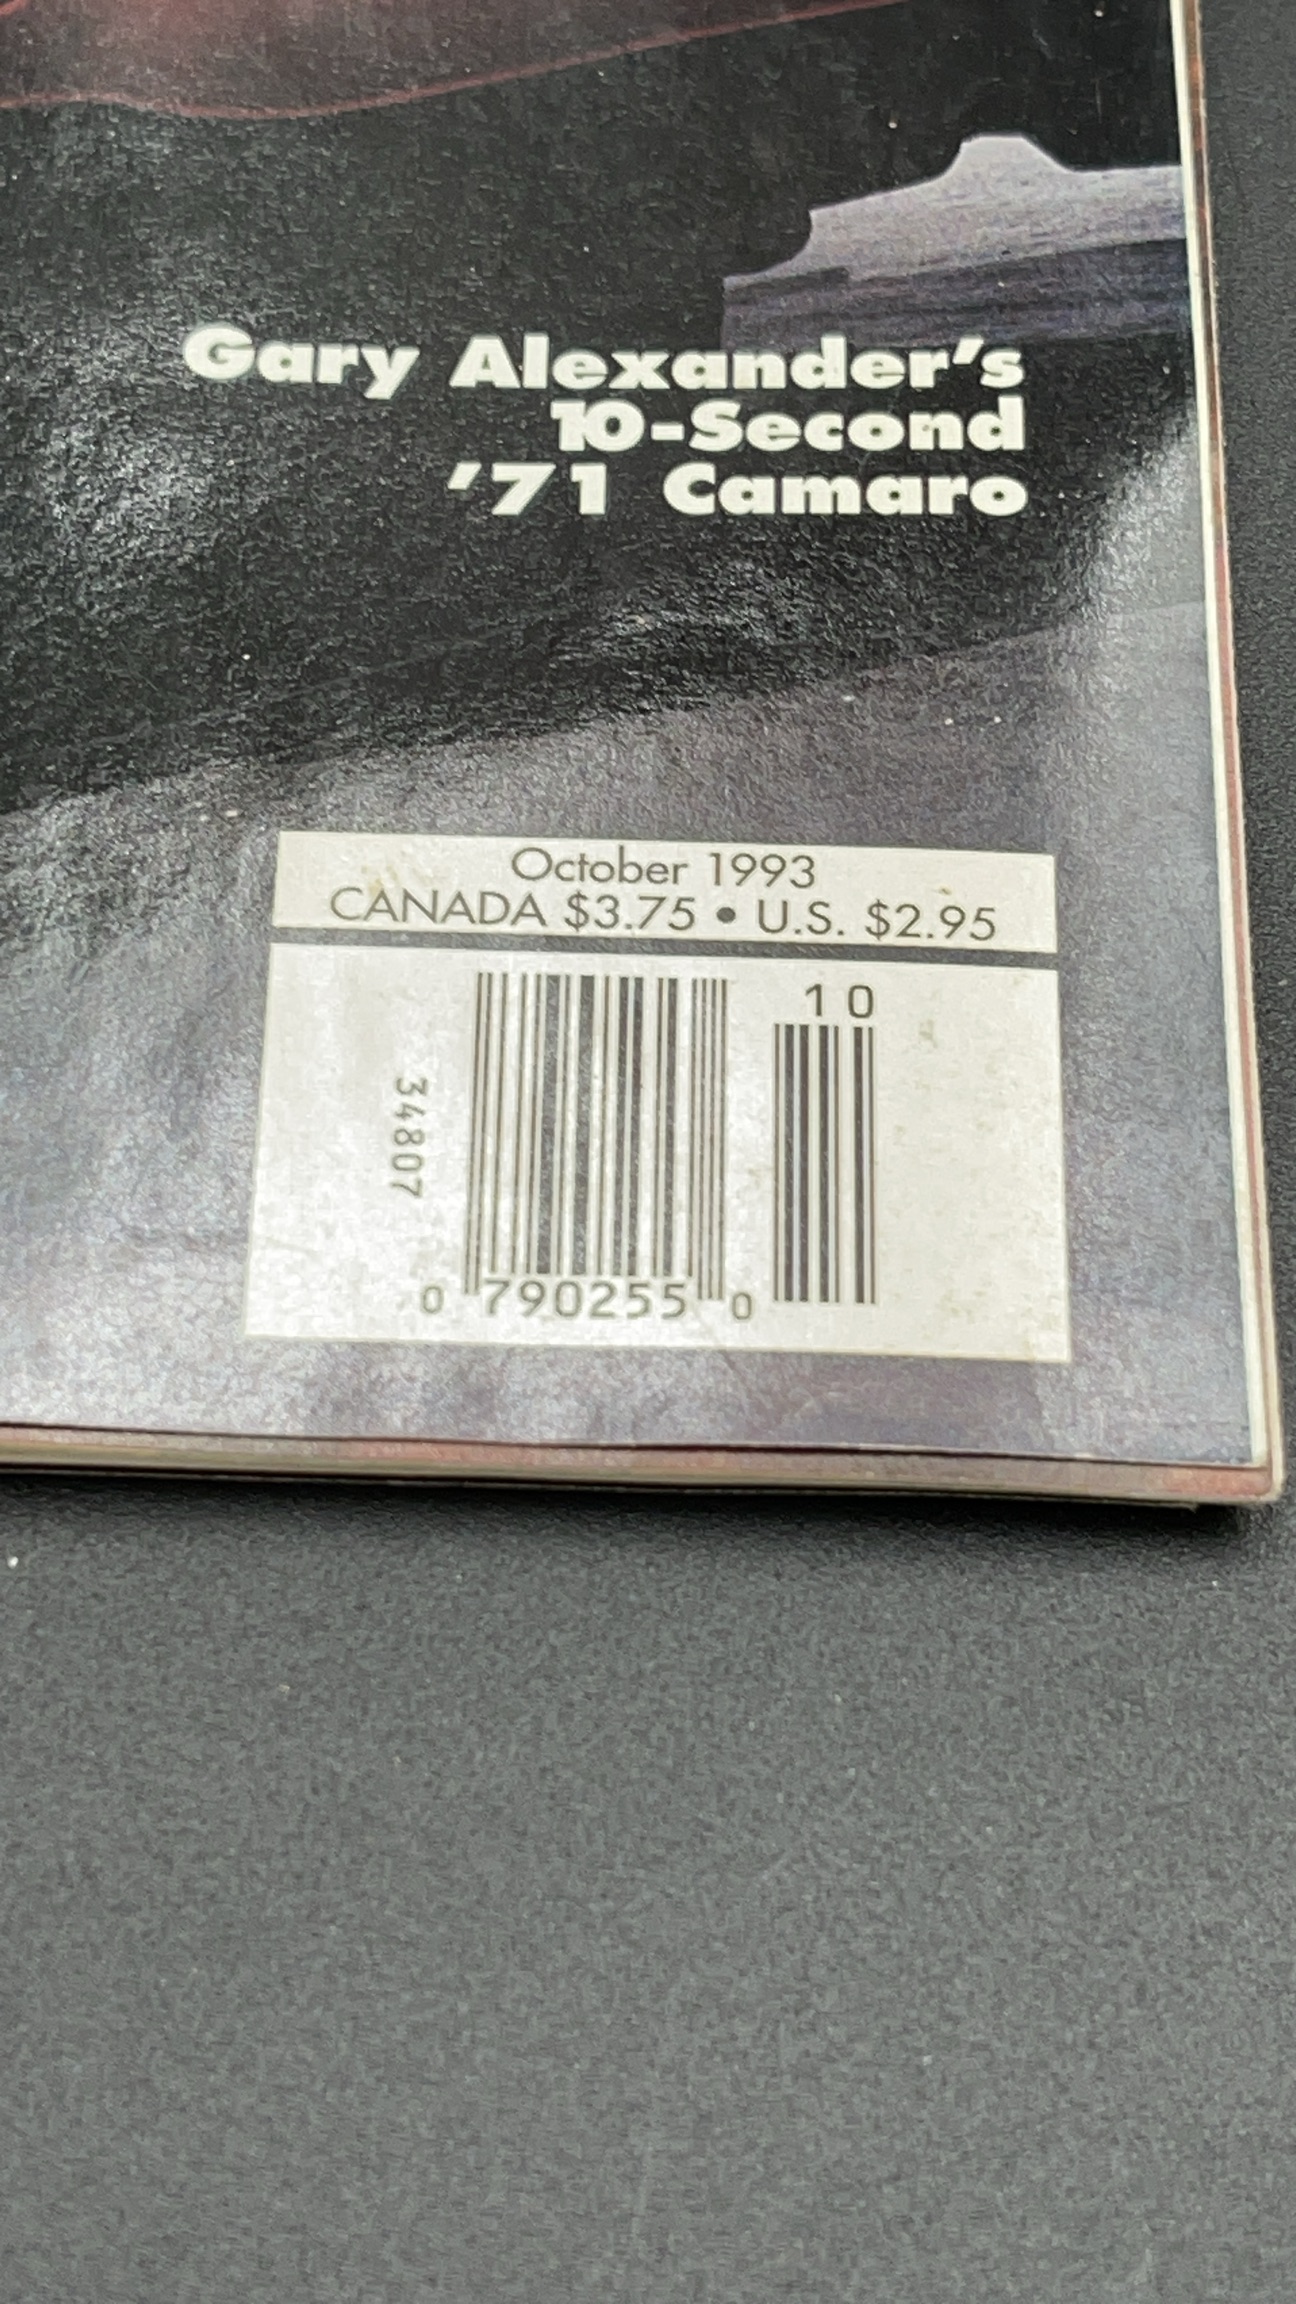 Gary Alexander's
10-Second
'71 Camaro
October 1993
CANADA $3.75 • U.S. $2.95
10
34807
0 790255 0